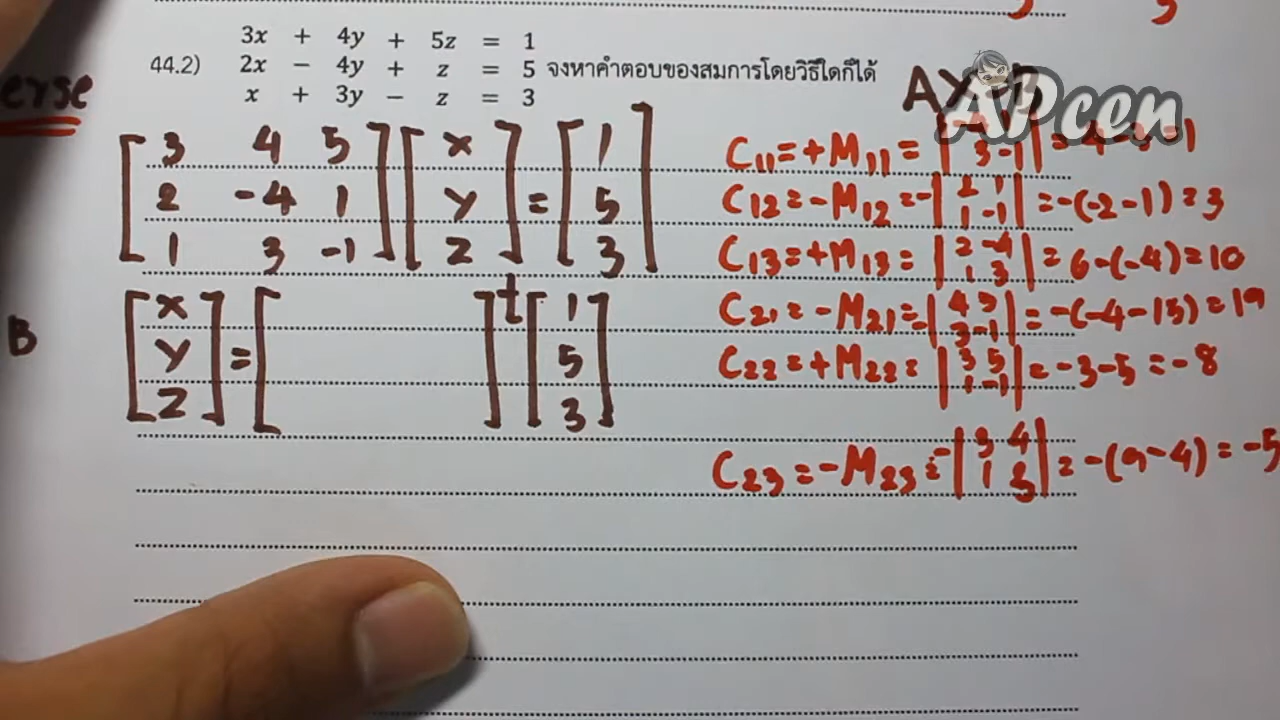 3x + 4y + 5z = 1
44.2) 2x − 4y + z = 5 จงหาคำตอบของสมการโดยวิธีใดก็ได้
x + 3y − z = 3
erse
AX=B
APcen
[3 4 5] [x] = [1]
[2 -4 1] [y] = [5]
[1 3 -1] [z] = [3]
B
[x] = [ ]t [1]
[y] [5]
[z] [3]
C11=+M11= | 3 -1| = 4-3=1
C12=-M12=-|2 1 1 -1|=-(-2-1)=3
C13=+M13=|2 -4 1 3|=6-(-4)=10
C21=-M21=-|4 5 3 -1|=-(-4-15)=19
C22=+M22=|3 5 1 -1|=-3-5=-8
C23=-M23=-|3 4 1 3|=-(9-4)=-5